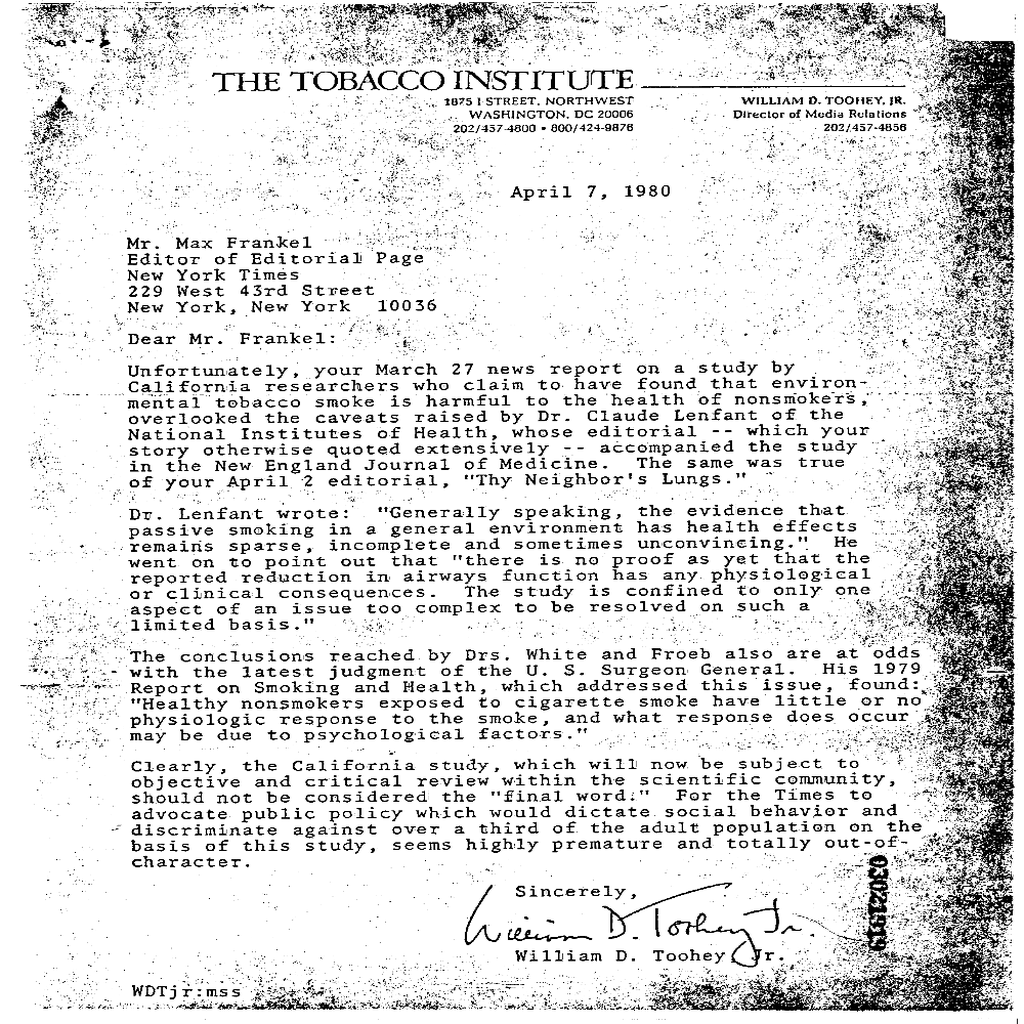 THE TOBACCO INSTITUTE
1875 I STREET, NORTHWEST
WASHINGTON, DC 20006
202/457-4800 • 800/424-9876
WILLIAM D. TOOHEY, JR.
Director of Media Relations
202/457-4856
April 7, 1980
Mr. Max Frankel
Editor of Editorial Page
New York Times
229 West 43rd Street
New York, New York 10036
Dear Mr. Frankel:
Unfortunately, your March 27 news report on a study by
California researchers who claim to have found that environ-
mental tobacco smoke is harmful to the health of nonsmokers,
overlooked the caveats raised by Dr. Claude Lenfant of the
National Institutes of Health, whose editorial -- which your
story otherwise quoted extensively -- accompanied the study
in the New England Journal of Medicine. The same was true
of your April 2 editorial, "Thy Neighbor's Lungs."
Dr. Lenfant wrote: "Generally speaking, the evidence that
passive smoking in a general environment has health effects
remains sparse, incomplete and sometimes unconvincing." He
went on to point out that "there is no proof as yet that the
reported reduction in airways function has any physiological
or clinical consequences. The study is confined to only one
aspect of an issue too complex to be resolved on such a
limited basis."
The conclusions reached by Drs. White and Froeb also are at odds
with the latest judgment of the U. S. Surgeon General. His 1979
Report on Smoking and Health, which addressed this issue, found:
"Healthy nonsmokers exposed to cigarette smoke have little or no
physiologic response to the smoke, and what response does occur
may be due to psychological factors."
Clearly, the California study, which will now be subject to
objective and critical review within the scientific community,
should not be considered the "final word." For the Times to
advocate public policy which would dictate social behavior and
discriminate against over a third of the adult population on the
basis of this study, seems highly premature and totally out-of-
character.
Sincerely,
William D. Toohey Jr.
William D. Toohey, Jr.
WDTjr:mss
03021919